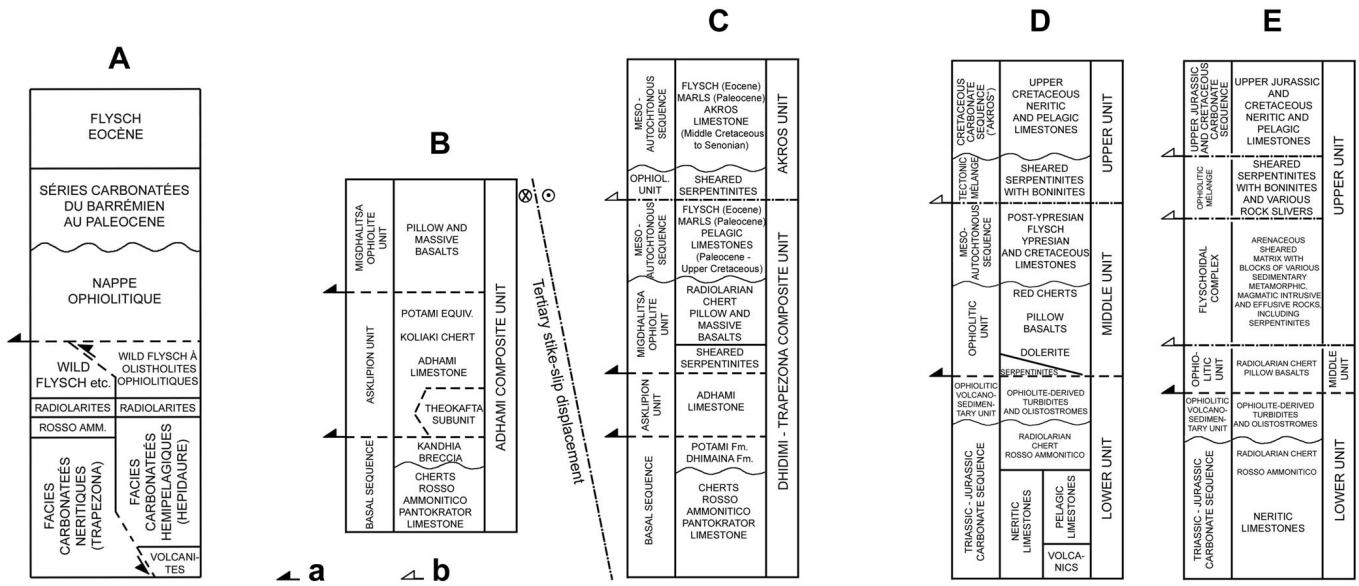 A
FLYSCH
EOCÈNE
SÉRIES CARBONATÉES
DU BARRÉMIEN
AU PALEOCENE
NAPPE
OPHIOLITIQUE
WILD
FLYSCH etc.
WILD FLYSCH À
OLISTHOLITES
OPHIOLITIQUES
RADIOLARITES
RADIOLARITES
ROSSO AMM.
FACIES
CARBONATEÉS
NERITIQUES
(TRAPEZONA)
FACIES
CARBONATEÉS
HEMIPELAGIQUES
(HEPIDAURE)
VOLCANI-
TES
B
MIGDHALITSA
OPHIOLITE
UNIT
PILLOW AND
MASSIVE
BASALTS
ASKLIPION UNIT
POTAMI EQUIV.
KOLIAKI CHERT
ADHAMI
LIMESTONE
THEOKAFTA
SUBUNIT
BASAL SEQUENCE
KANDHIA
BRECCIA
CHERTS
ROSSO
AMMONITICO
PANTOKRATOR
LIMESTONE
ADHAMI COMPOSITE UNIT
a
b
Tertiary stike-slip displacement
C
MESO -
AUTOCHTONOUS
SEQUENCE
FLYSCH (Eocene)
MARLS (Paleocene)
AKROS
LIMESTONE
(Middle Cretaceous
to Senonian)
OPHIOL.
UNIT
SHEARED
SERPENTINITES
AKROS UNIT
MESO -
AUTOCHTONOUS
SEQUENCE
FLYSCH (Eocene)
MARLS (Paleocene)
PELAGIC
LIMESTONES
(Paleocene -
Upper Cretaceous)
MIGDHALITSA
OPHIOLITE
UNIT
RADIOLARIAN
CHERT
PILLOW AND
MASSIVE
BASALTS
SHEARED
SERPENTINITES
ASKLIPION
UNIT
ADHAMI
LIMESTONE
BASAL SEQUENCE
POTAMI Fm.
DHIMAINA Fm.
CHERTS
ROSSO
AMMONITICO
PANTOKRATOR
LIMESTONE
DHIDIMI - TRAPEZONA COMPOSITE UNIT
D
CRETACEOUS
CARBONATE
SEQUENCE
("AKROS")
UPPER
CRETACEOUS
NERITIC
AND PELAGIC
LIMESTONES
TECTONIC
MÉLANGE
SHEARED
SERPENTINITES
WITH BONINITES
UPPER UNIT
MESO-
AUTOCHTONOUS
SEQUENCE
POST-YPRESIAN
FLYSCH
YPRESIAN
AND CRETACEOUS
LIMESTONES
OPHIOLITIC
UNIT
RED CHERTS
PILLOW
BASALTS
DOLERITE
SERPENTINITES
MIDDLE UNIT
OPHIOLITIC
VOLCANO-
SEDIMEN-
TARY UNIT
OPHIOLITE-DERIVED
TURBIDITES
AND OLISTOSTROMES
TRIASSIC - JURASSIC
CARBONATE SEQUENCE
RADIOLARIAN
CHERT
ROSSO AMMONITICO
NERITIC
LIMESTONES
PELAGIC
LIMESTONES
VOLCA-
NICS
LOWER UNIT
E
UPPER JURASSIC
AND CRETACEOUS
CARBONATE
SEQUENCE
UPPER JURASSIC
AND
CRETACEOUS
NERITIC AND
PELAGIC
LIMESTONES
OPHIOLITIC
MÉLANGE
SHEARED
SERPENTINITES
WITH BONINITES
AND VARIOUS
ROCK SLIVERS
FLYSCHOIDAL
COMPLEX
ARENACEOUS
SHEARED
MATRIX WITH
BLOCKS OF VARIOUS
SEDIMENTARY
METAMORPHIC,
MAGMATIC INTRUSIVE
AND EFFUSIVE ROCKS,
INCLUDING
SERPENTINITES
UPPER UNIT
OPHIO-
LITIC
UNIT
RADIOLARIAN CHERT
PILLOW BASALTS
MIDDLE
UNIT
OPHIOLITIC
VOLCANO-
SEDIMEN-
TARY UNIT
OPHIOLITE-DERIVED
TURBIDITES
AND OLISTOSTROMES
TRIASSIC - JURASSIC
CARBONATE SEQUENCE
RADIOLARIAN CHERT
ROSSO AMMONITICO
NERITIC
LIMESTONES
LOWER UNIT